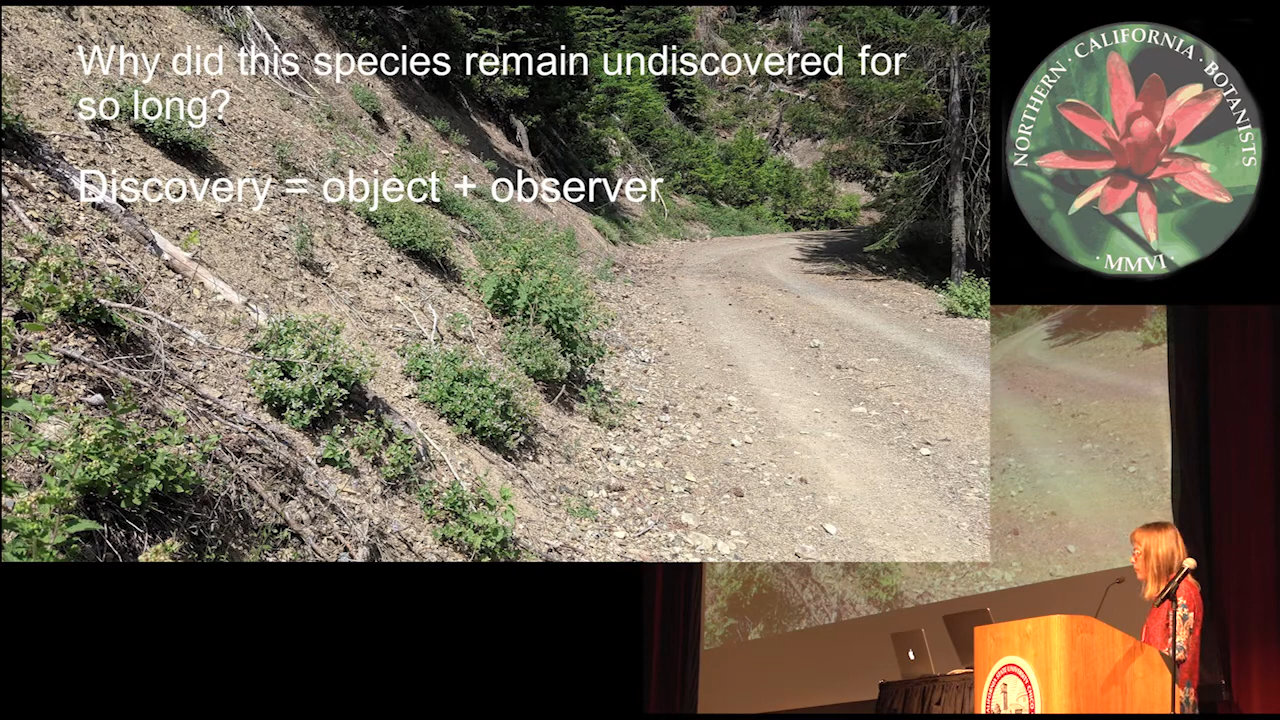 Why did this species remain undiscovered for
so long?
Discovery = object + observer
NORTHERN · CALIFORNIA · BOTANISTS
· MMVI ·